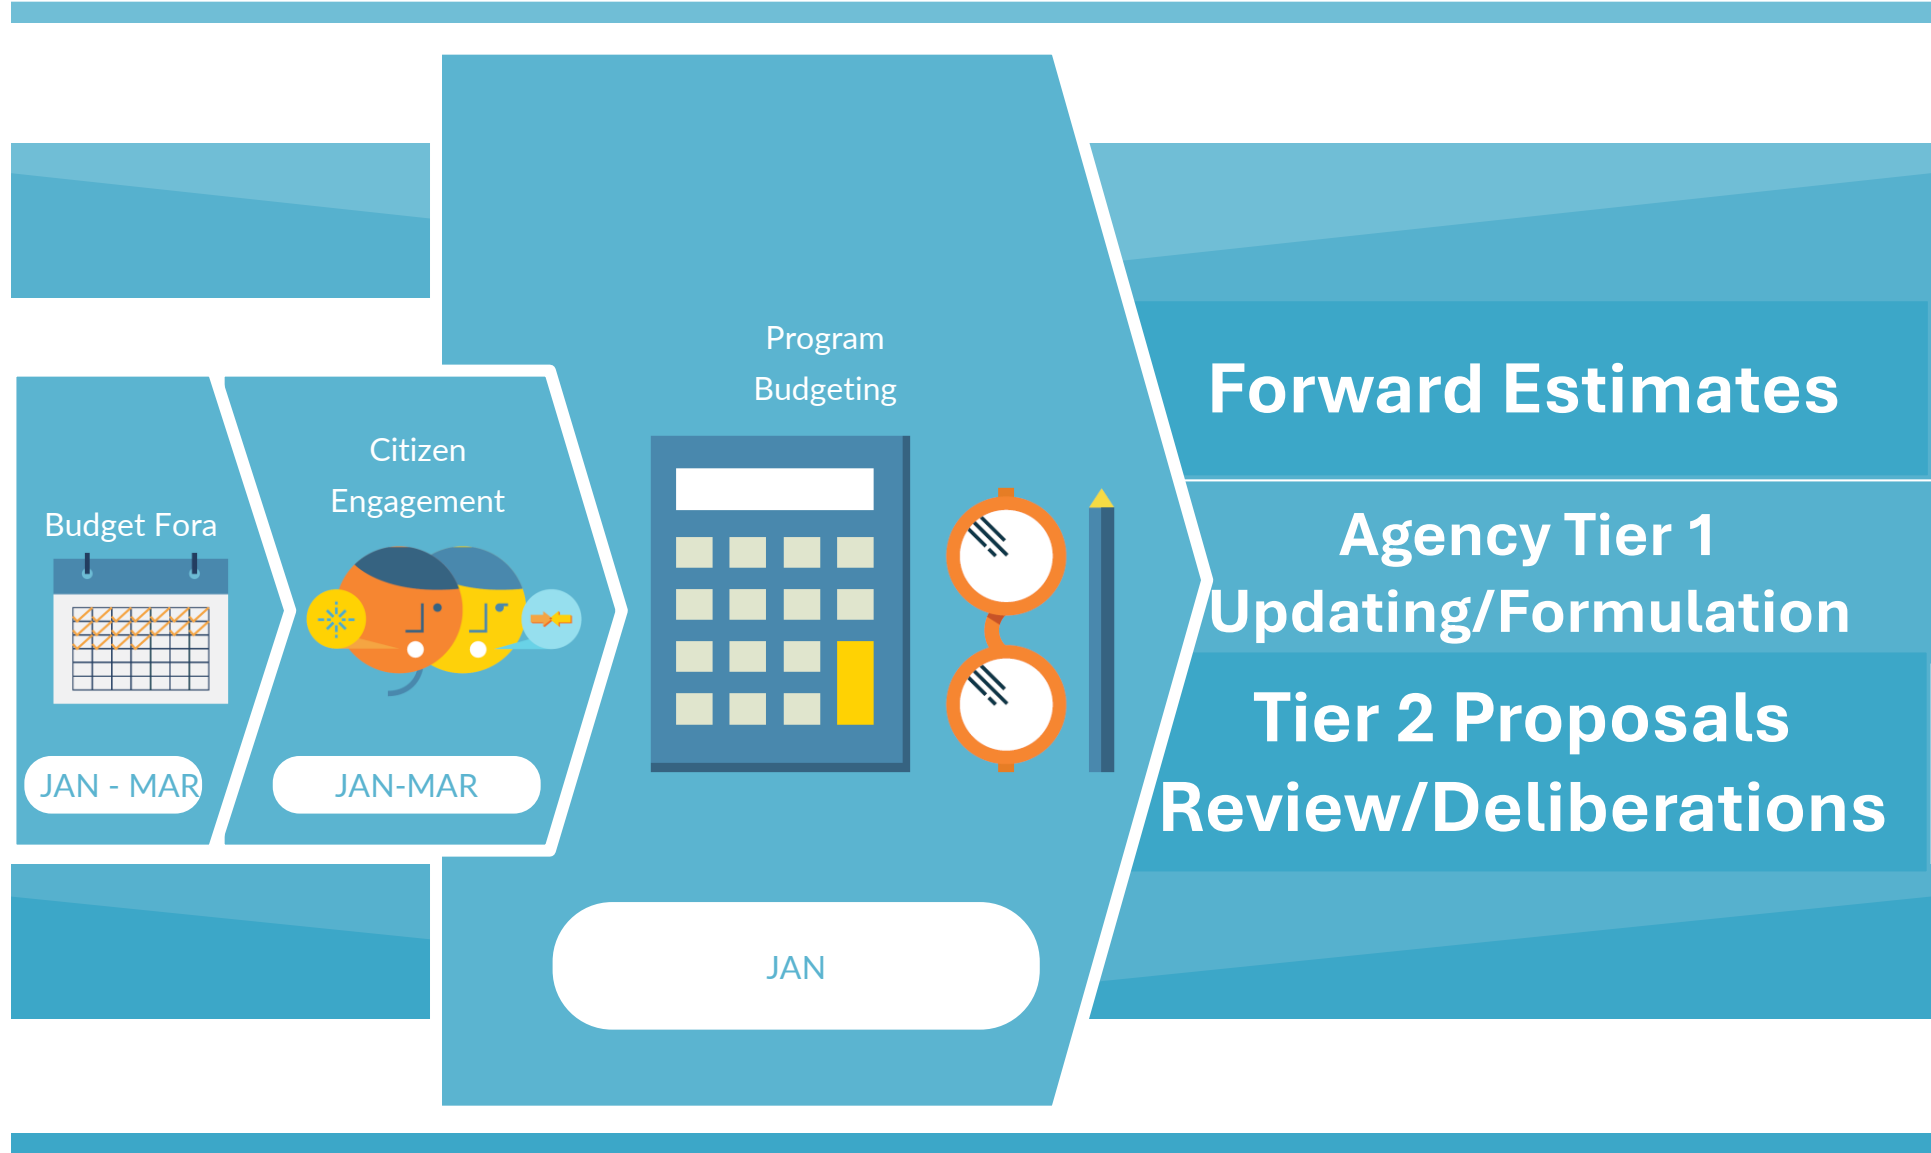 Budget Fora
JAN - MAR
Citizen
Engagement
JAN-MAR
Program
Budgeting
JAN
Forward Estimates
Agency Tier 1
Updating/Formulation
Tier 2 Proposals
Review/Deliberations